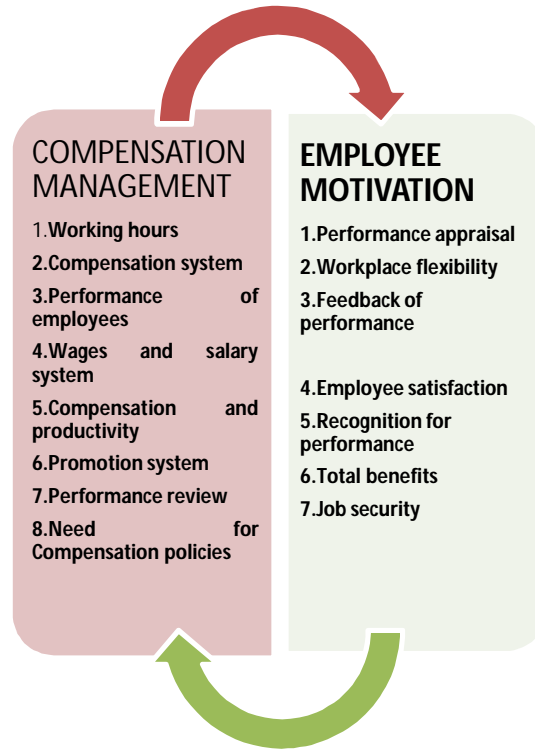 COMPENSATION
MANAGEMENT
1.Working hours
2.Compensation system
3.Performance of
employees
4.Wages and salary
system
5.Compensation and
productivity
6.Promotion system
7.Performance review
8.Need for
Compensation policies
EMPLOYEE
MOTIVATION
1.Performance appraisal
2.Workplace flexibility
3.Feedback of
performance
4.Employee satisfaction
5.Recognition for
performance
6.Total benefits
7.Job security